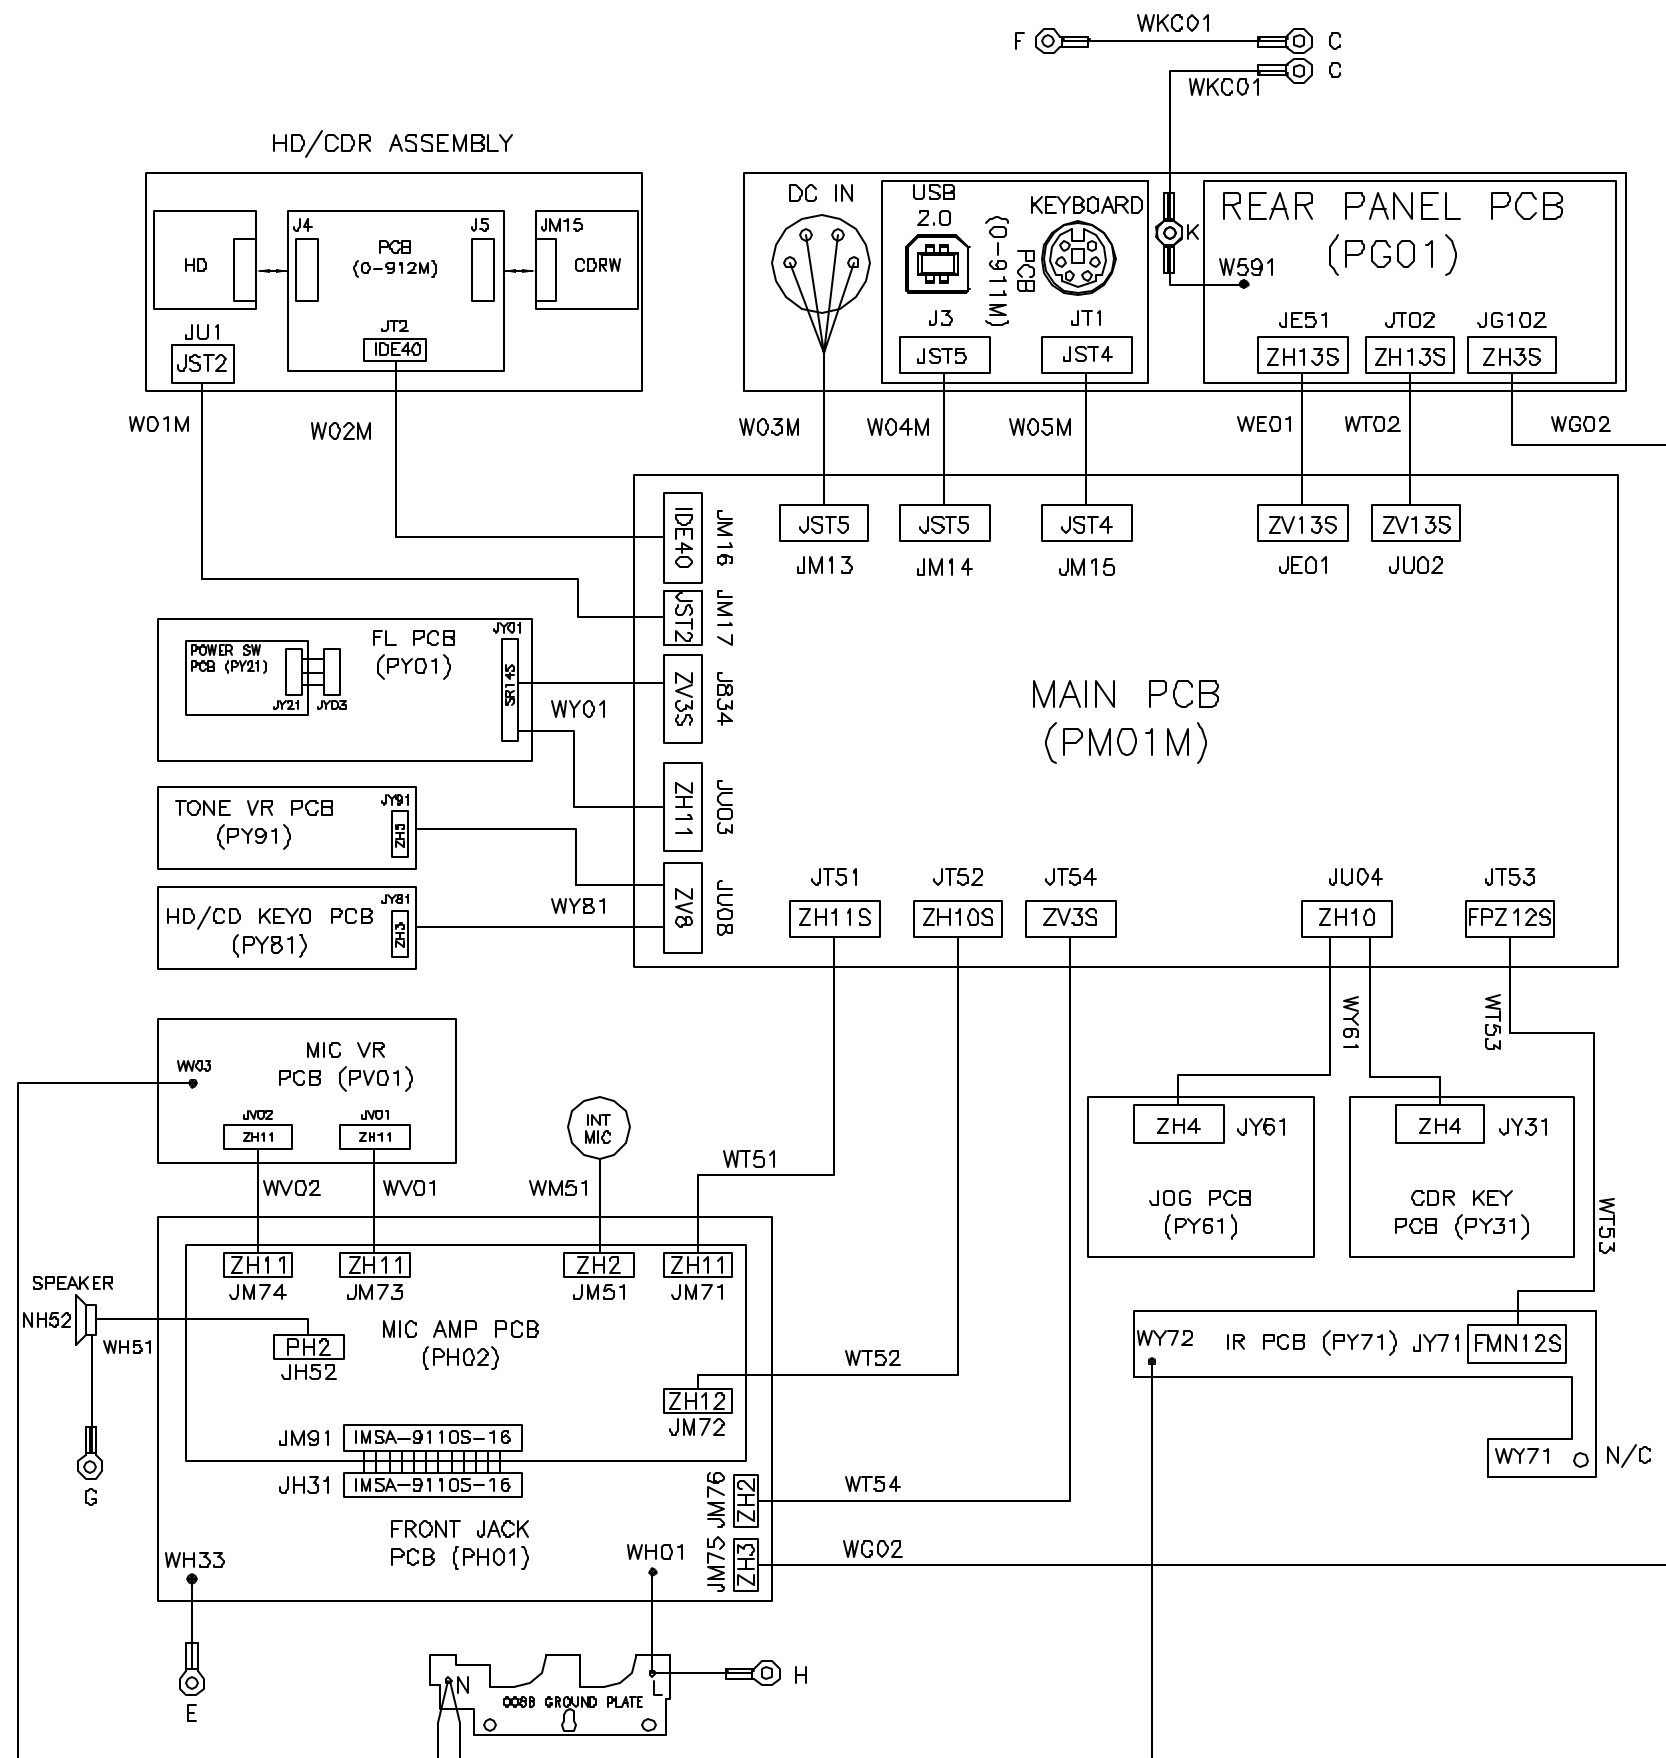 WKC01
F
C
C
WKC01
HD/CDR ASSEMBLY
HD
J4
PCB
(0-912M)
J5
JM15
CDRW
JT2
IDE40
JU1
JST2
W01M
W02M
DC IN
USB
2.0
PCB
(0-911M)
KEYBOARD
J3
JST5
JT1
JST4
K
W591
REAR PANEL PCB
(PG01)
JE51
ZH13S
JT02
ZH13S
JG102
ZH3S
W03M
W04M
W05M
WE01
WT02
WG02
IDE40
JM16
JST2
JM17
ZV3S
J834
ZH11
JU03
ZV8
JU08
JST5
JM13
JST5
JM14
JST4
JM15
ZV13S
JE01
ZV13S
JU02
MAIN PCB
(PM01M)
POWER SW
PCB (PY21)
JY21
JY03
FL PCB
(PY01)
JY01
SR14S
WY01
TONE VR PCB
(PY91)
JY91
ZH5
HD/CD KEY0 PCB
(PY81)
JY81
ZH3
WY81
JT51
ZH11S
JT52
ZH10S
JT54
ZV3S
JU04
ZH10
JT53
FPZ12S
WY61
WT53
WV03
MIC VR
PCB (PV01)
JV02
ZH11
JV01
ZH11
WV02
WV01
INT
MIC
WM51
WT51
ZH4
JY61
JOG PCB
(PY61)
ZH4
JY31
CDR KEY
PCB (PY31)
WT53
ZH11
JM74
ZH11
JM73
ZH2
JM51
ZH11
JM71
SPEAKER
NH52
WH51
PH2
JH52
MIC AMP PCB
(PH02)
WT52
ZH12
JM72
WY72
IR PCB (PY71)
JY71
FMN12S
WY71
N/C
JM91
IMSA-9110S-16
JH31
IMSA-9110S-16
G
FRONT JACK
PCB (PH01)
JM76
ZH2
WT54
JM75
ZH3
WG02
WH33
WH01
E
N
L
H
008B GROUND PLATE